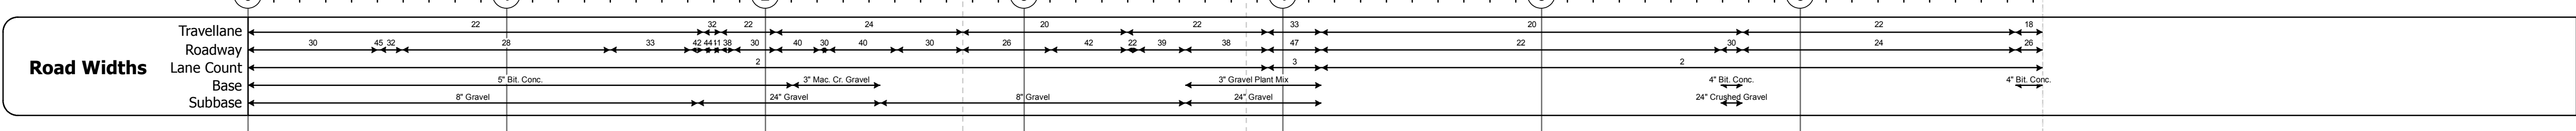 Road Widths
Travellane 22 32 22 24 20 22 33 20 22 18
Roadway 30 45 32 28 33 42 44 11 38 30 40 30 40 30 26 42 22 39 38 47 22 30 24 26
Lane Count 2 3 2
Base 5" Bit. Conc. 3" Mac. Cr. Gravel 3" Gravel Plant Mix 4" Bit. Conc. 4" Bit. Conc.
Subbase 8" Gravel 24" Gravel 8" Gravel 24" Gravel 24" Crushed Gravel